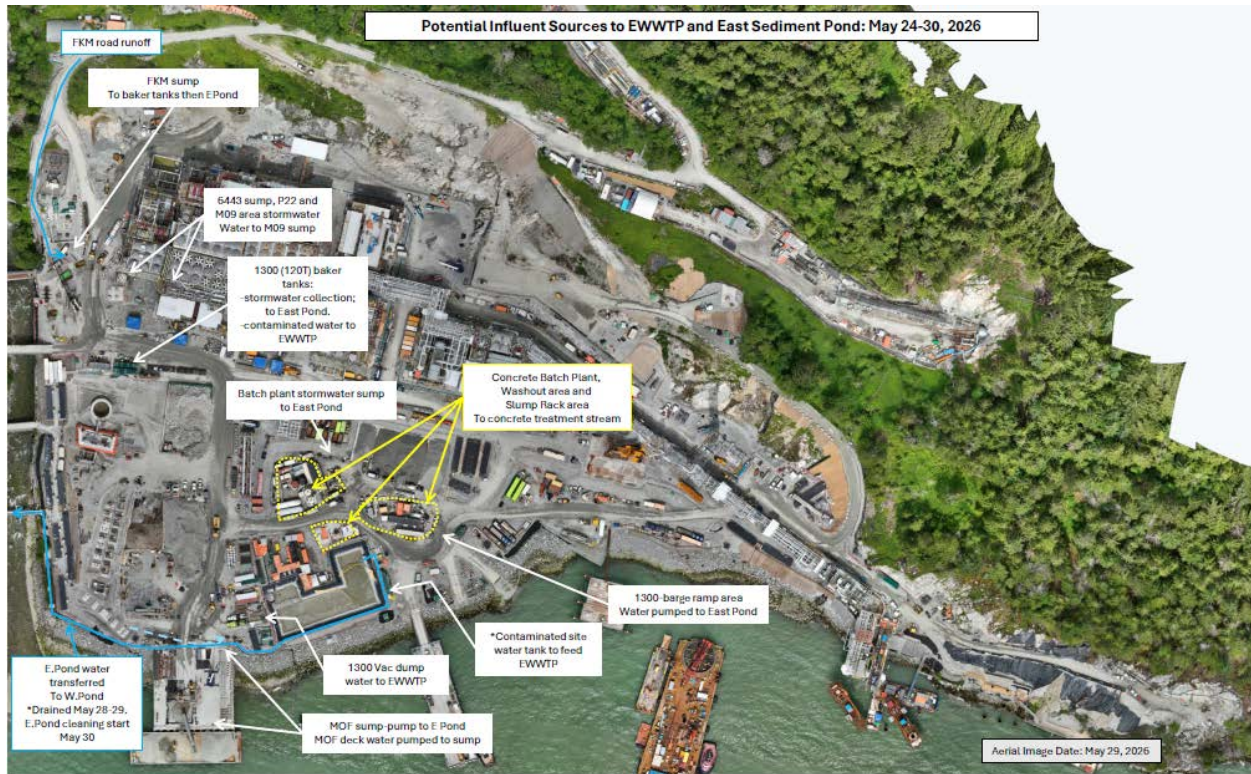 Potential Influent Sources to EWWTP and East Sediment Pond: May 24-30, 2026
FKM road runoff
FKM sump
To baker tanks then EPond
6443 sump, P22 and
M09 area stormwater
Water to M09 sump
1300 (120T) baker
tanks:
-stormwater collection;
to East Pond.
-contaminated water to
EWWTP
Batch plant stormwater sump
to East Pond
Concrete Batch Plant,
Washout area and
Slump Rack area
To concrete treatment stream
1300-barge ramp area
Water pumped to East Pond
*Contaminated site
water tank to feed
EWWTP
1300 Vac dump
water to EWWTP
E.Pond water
transferred
To W.Pond
*Drained May 28-29.
E.Pond cleaning start
May 30
MOF sump-pump to E Pond
MOF deck water pumped to sump
Aerial Image Date: May 29, 2026